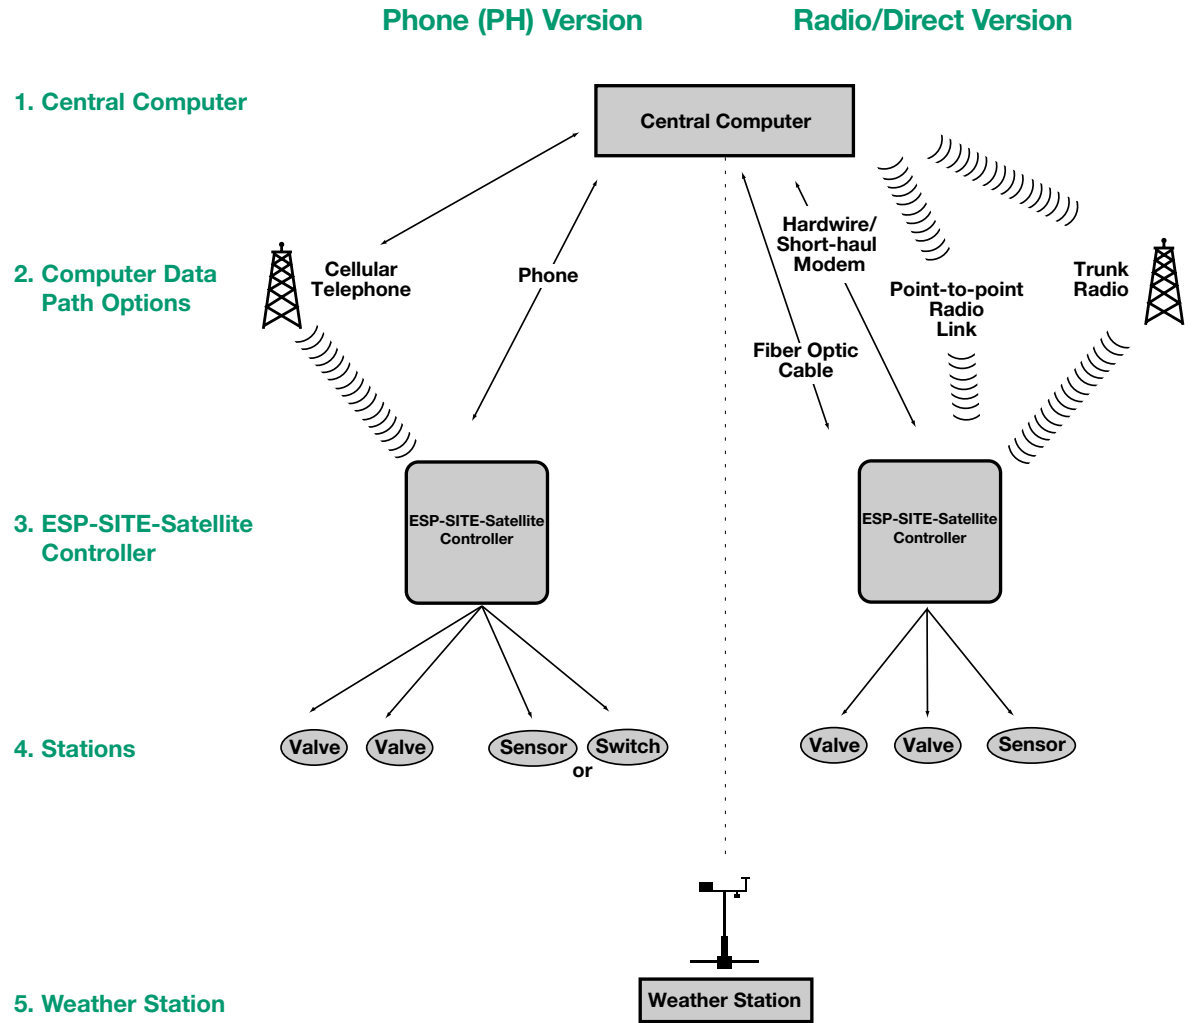 Phone (PH) Version
Radio/Direct Version
1. Central Computer
Central Computer
2. Computer Data
Path Options
Cellular
Telephone
Phone
Hardwire/
Short-haul
Modem
Fiber Optic
Cable
Point-to-point
Radio
Link
Trunk
Radio
3. ESP-SITE-Satellite
Controller
ESP-SITE-Satellite
Controller
ESP-SITE-Satellite
Controller
4. Stations
Valve
Valve
Sensor
or
Switch
Valve
Valve
Sensor
5. Weather Station
Weather Station